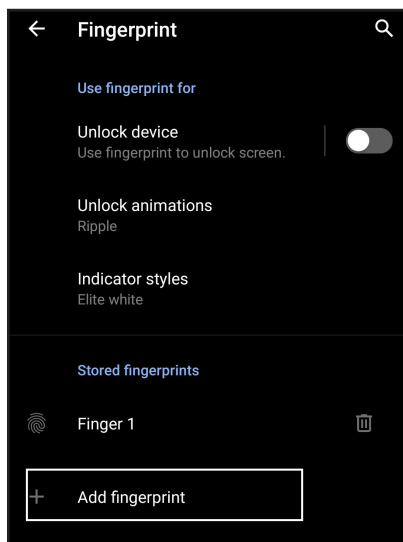 Fingerprint
Use fingerprint for
Unlock device
Use fingerprint to unlock screen.
Unlock animations
Ripple
Indicator styles
Elite white
Stored fingerprints
Finger 1
Add fingerprint